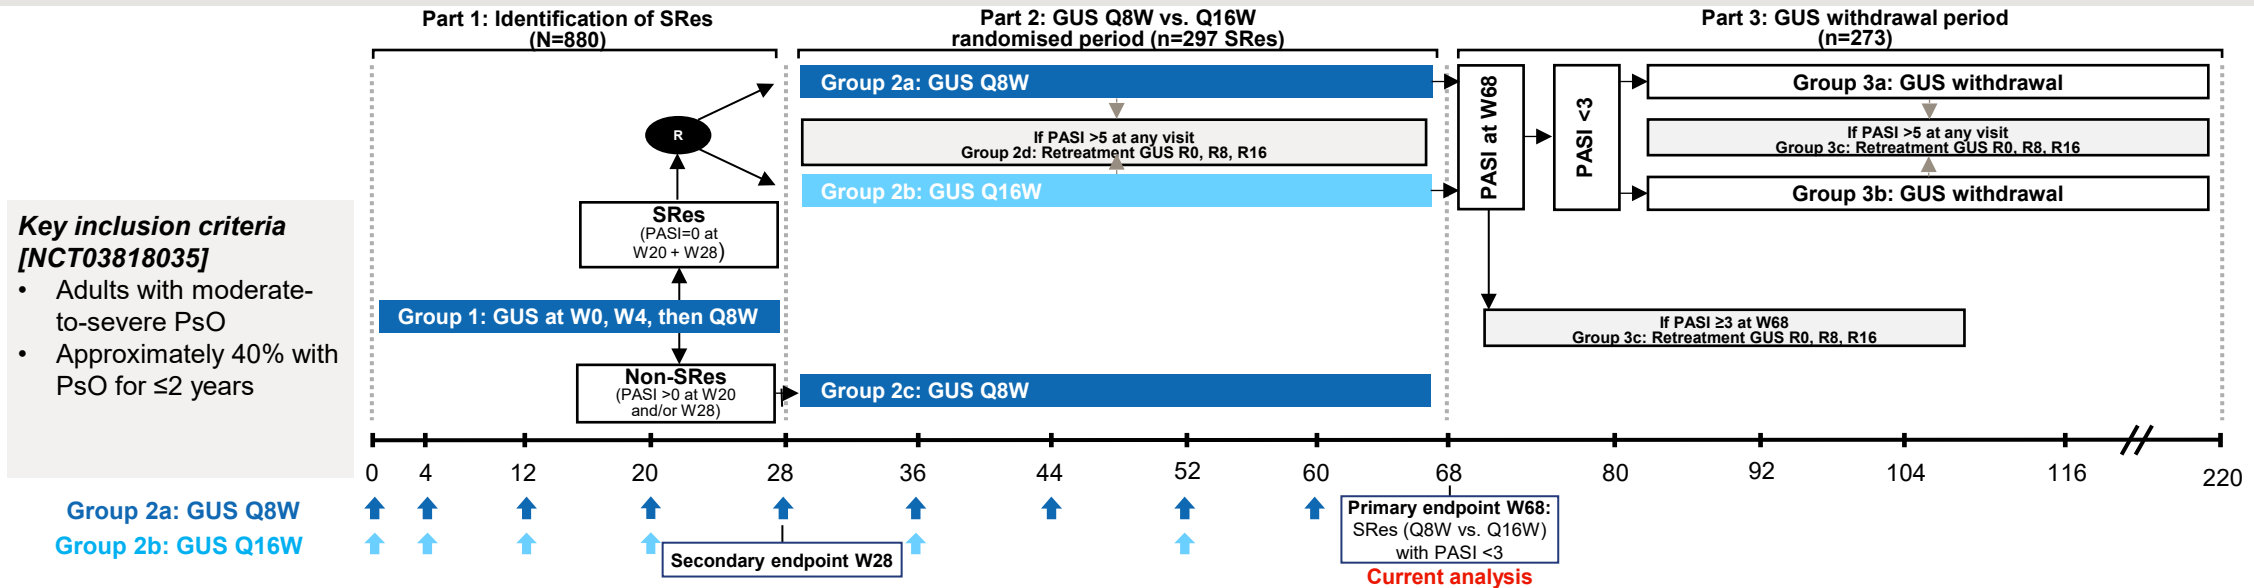 Part 1: Identification of SRes
(N=880)
Part 2: GUS Q8W vs. Q16W
randomised period (n=297 SRes)
Part 3: GUS withdrawal period
(n=273)
Key inclusion criteria
[NCT03818035]
• Adults with moderate-
to-severe PsO
• Approximately 40% with
PsO for ≤2 years
R
SRes
(PASI=0 at
W20 + W28)
Group 1: GUS at W0, W4, then Q8W
Non-SRes
(PASI >0 at W20
and/or W28)
Group 2a: GUS Q8W
If PASI >5 at any visit
Group 2d: Retreatment GUS R0, R8, R16
Group 2b: GUS Q16W
Group 2c: GUS Q8W
PASI at W68
PASI <3
Group 3a: GUS withdrawal
If PASI >5 at any visit
Group 3c: Retreatment GUS R0, R8, R16
Group 3b: GUS withdrawal
If PASI ≥3 at W68
Group 3c: Retreatment GUS R0, R8, R16
0 4 12 20 28 36 44 52 60 68 80 92 104 116 220
Group 2a: GUS Q8W
Group 2b: GUS Q16W
Secondary endpoint W28
Primary endpoint W68:
SRes (Q8W vs. Q16W)
with PASI <3
Current analysis